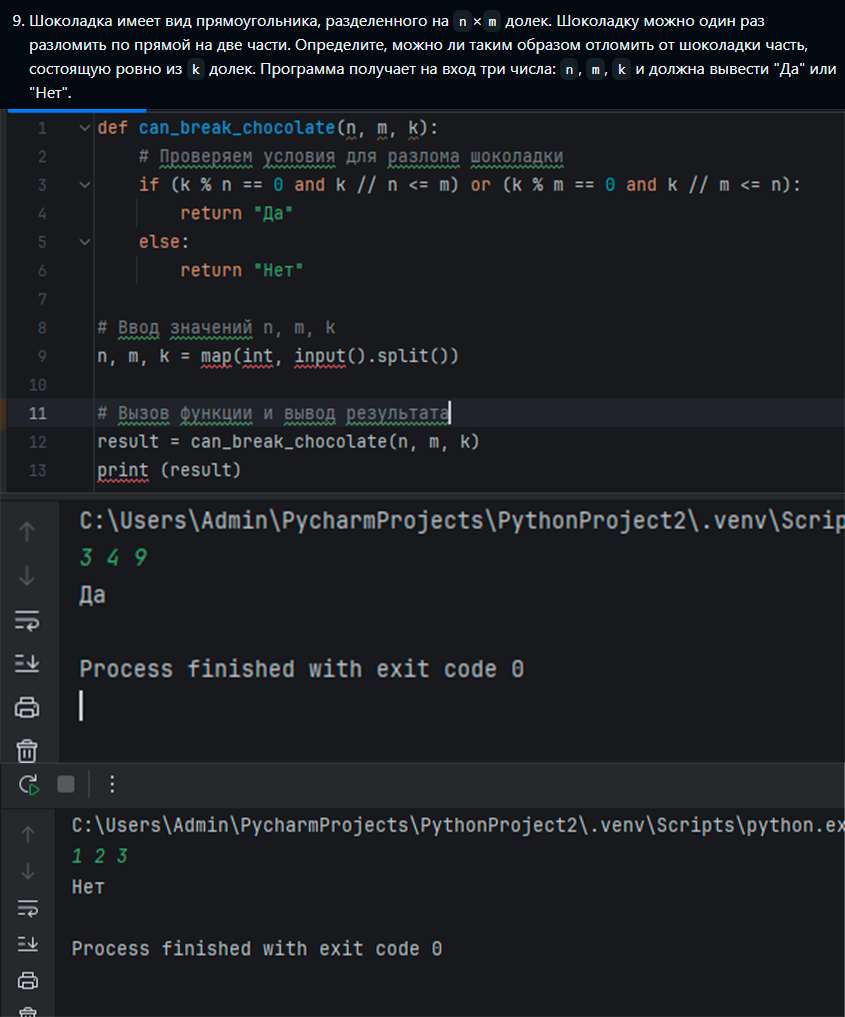 9. Шоколадка имеет вид прямоугольника, разделенного на n × m долек. Шоколадку можно один раз
разломить по прямой на две части. Определите, можно ли таким образом отломить от шоколадки часть,
состоящую ровно из k долек. Программа получает на вход три числа: n, m, k и должна вывести "Да" или
"Нет".
1 def can_break_chocolate(n, m, k):
2 # Проверяем условия для разлома шоколадки
3 if (k % n == 0 and k // n <= m) or (k % m == 0 and k // m <= n):
4 return "Да"
5 else:
6 return "Нет"
7
8 # Ввод значений n, m, k
9 n, m, k = map(int, input().split())
10
11 # Вызов функции и вывод результата
12 result = can_break_chocolate(n, m, k)
13 print (result)
C:\Users\Admin\PycharmProjects\PythonProject2\.venv\Scrip
3 4 9
Да
Process finished with exit code 0
C:\Users\Admin\PycharmProjects\PythonProject2\.venv\Scripts\python.ex
1 2 3
Нет
Process finished with exit code 0